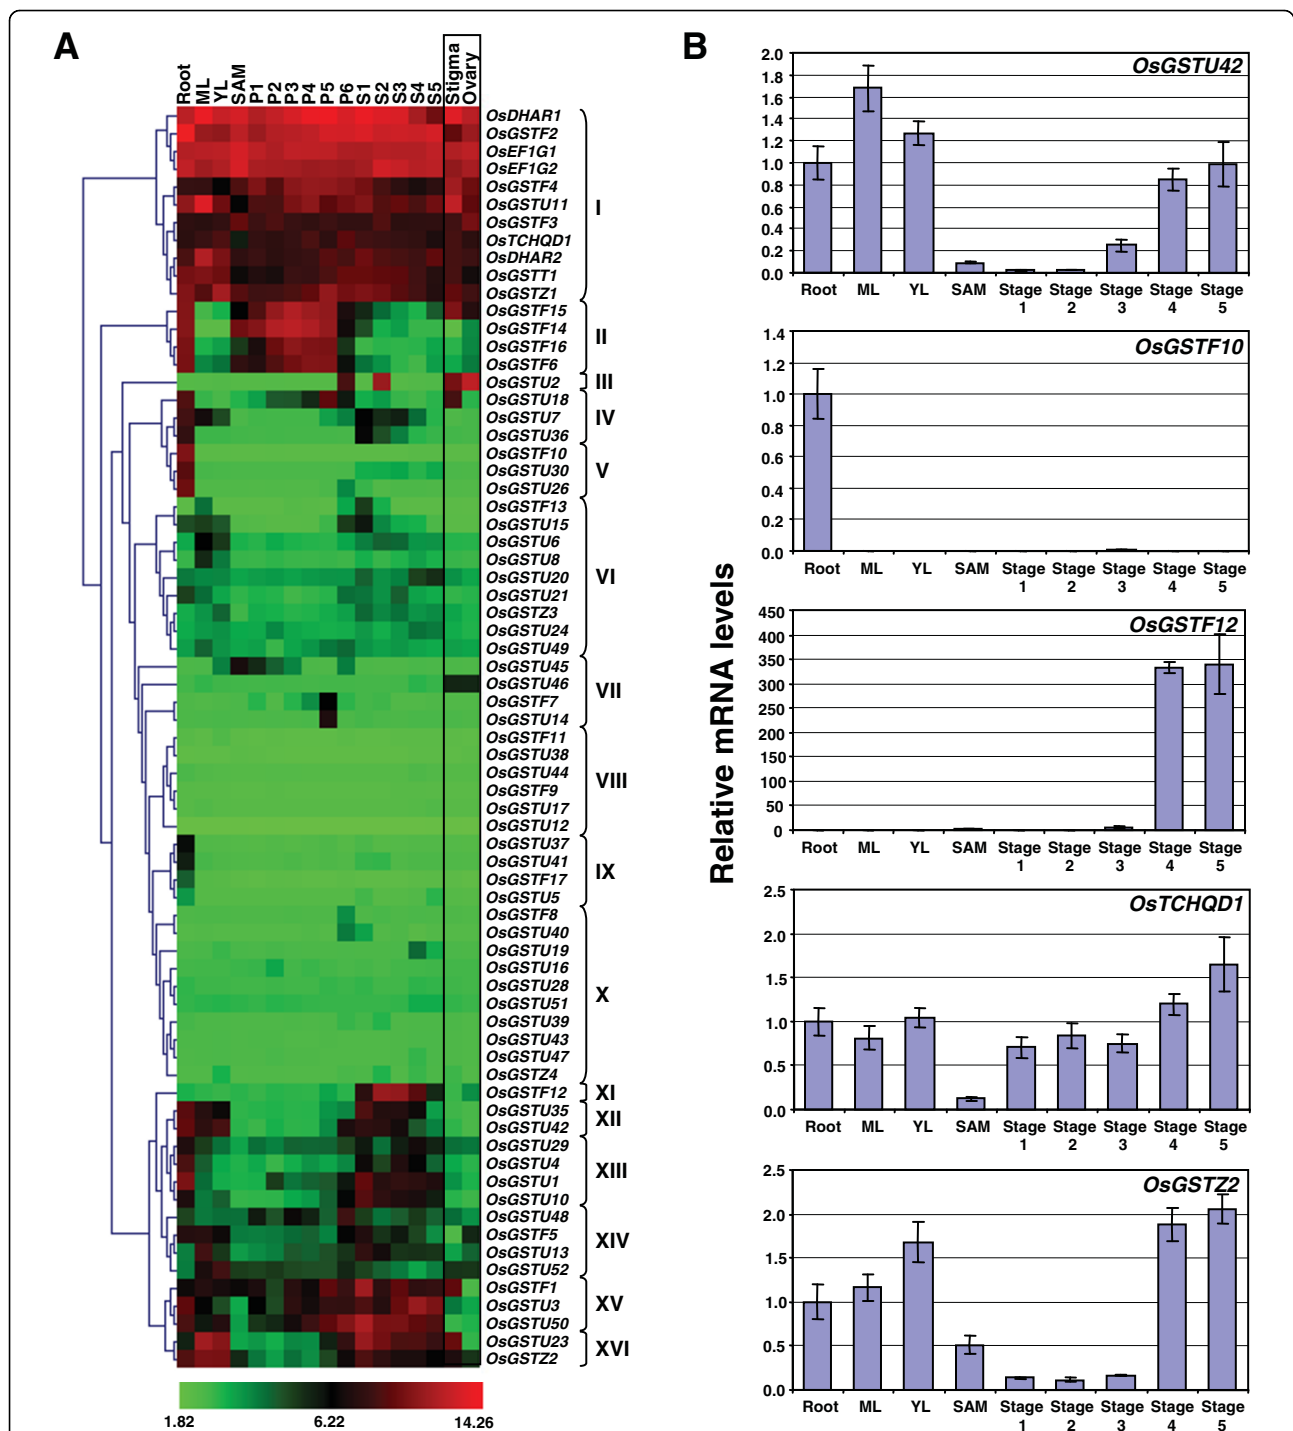 A
Root ML YL SAM P1 P2 P3 P4 P5 P6 S1 S2 S3 S4 S5 Stigma Ovary
OsDHAR1
OsGSTF2
OsEF1G1
OsEF1G2
OsGSTF4
OsGSTU11
OsGSTF3
OsTCHQD1
OsDHAR2
OsGSTT1
OsGSTZ1
I
OsGSTF15
OsGSTF14
OsGSTF16
OsGSTF6
II
OsGSTU2
III
OsGSTU18
OsGSTU7
OsGSTU36
IV
OsGSTF10
OsGSTU30
OsGSTU26
V
OsGSTF13
OsGSTU15
OsGSTU6
OsGSTU8
OsGSTU20
OsGSTU21
OsGSTZ3
OsGSTU24
OsGSTU49
VI
OsGSTU45
OsGSTU46
OsGSTF7
OsGSTU14
VII
OsGSTF11
OsGSTU38
OsGSTU44
OsGSTF9
OsGSTU17
OsGSTU12
VIII
OsGSTU37
OsGSTU41
OsGSTF17
OsGSTU5
IX
OsGSTF8
OsGSTU40
OsGSTU19
OsGSTU16
OsGSTU28
OsGSTU51
OsGSTU39
OsGSTU43
OsGSTU47
OsGSTZ4
X
OsGSTF12
XI
OsGSTU35
OsGSTU42
XII
OsGSTU29
OsGSTU4
OsGSTU1
OsGSTU10
XIII
OsGSTU48
OsGSTF5
OsGSTU13
OsGSTU52
XIV
OsGSTF1
OsGSTU3
OsGSTU50
XV
OsGSTU23
OsGSTZ2
XVI
1.82 6.22 14.26
B
Relative mRNA levels
OsGSTU42
2.0
1.8
1.6
1.4
1.2
1.0
0.8
0.6
0.4
0.2
0.0
Root ML YL SAM Stage Stage Stage Stage Stage
1 2 3 4 5
OsGSTF10
1.4
1.2
1.0
0.8
0.6
0.4
0.2
0.0
Root ML YL SAM Stage Stage Stage Stage Stage
1 2 3 4 5
OsGSTF12
450
400
350
300
250
200
150
100
50
0
Root ML YL SAM Stage Stage Stage Stage Stage
1 2 3 4 5
OsTCHQD1
2.5
2.0
1.5
1.0
0.5
0.0
Root ML YL SAM Stage Stage Stage Stage Stage
1 2 3 4 5
OsGSTZ2
2.5
2.0
1.5
1.0
0.5
0.0
Root ML YL SAM Stage Stage Stage Stage Stage
1 2 3 4 5